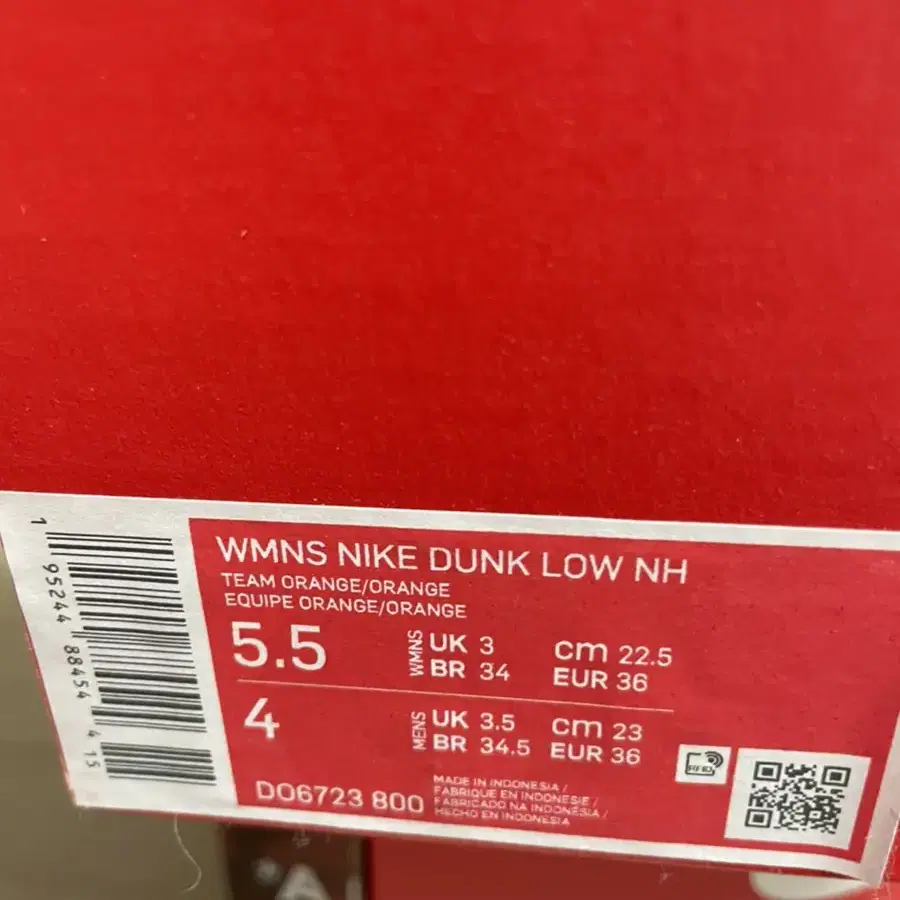 WMNS NIKE DUNK LOW NH
TEAM ORANGE/ORANGE
EQUIPE ORANGE/ORANGE
5.5
WMNS
UK 3
cm 22.5
BR 34
EUR 36
4
MENS
UK 3.5
cm 23
BR 34.5
EUR 36
DO6723 800
MADE IN INDONESIA /
FABRIQUE EN INDONESIE /
FABRICADO NA INDONÉSIA /
HECHO EN INDONESIA
RFID
1 95244 88454 4 15